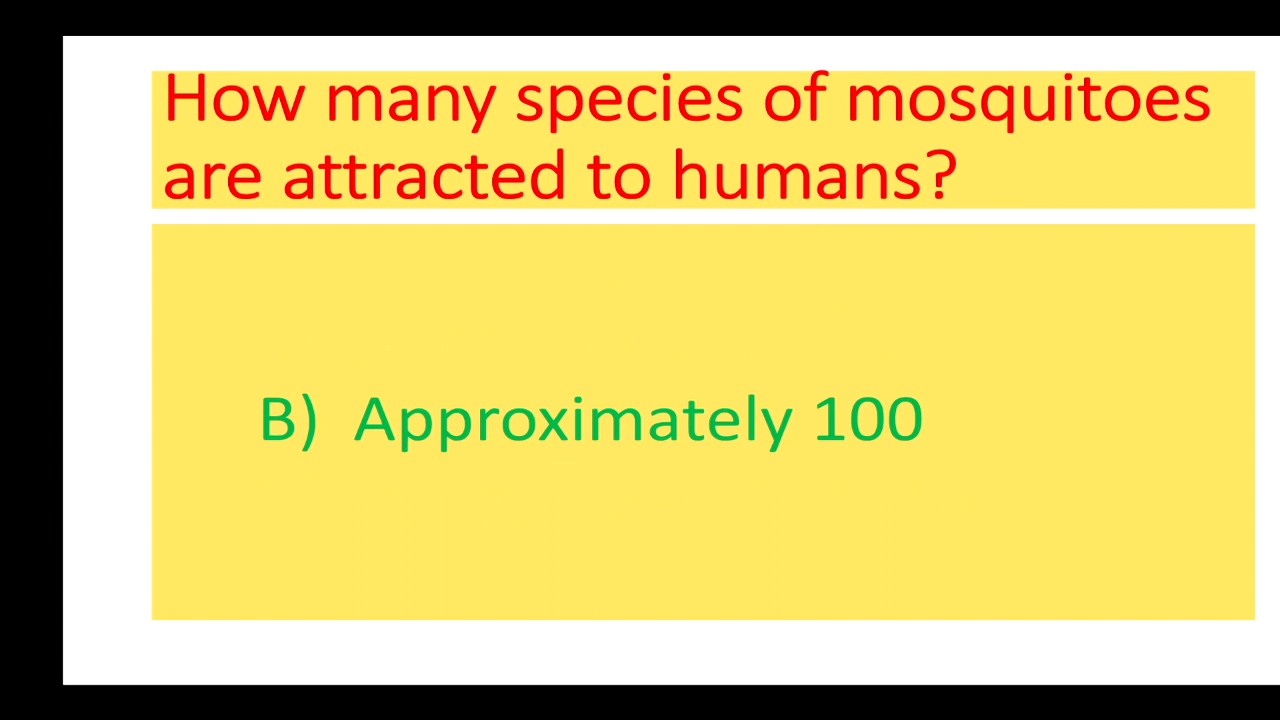 How many species of mosquitoes
are attracted to humans?
B) Approximately 100